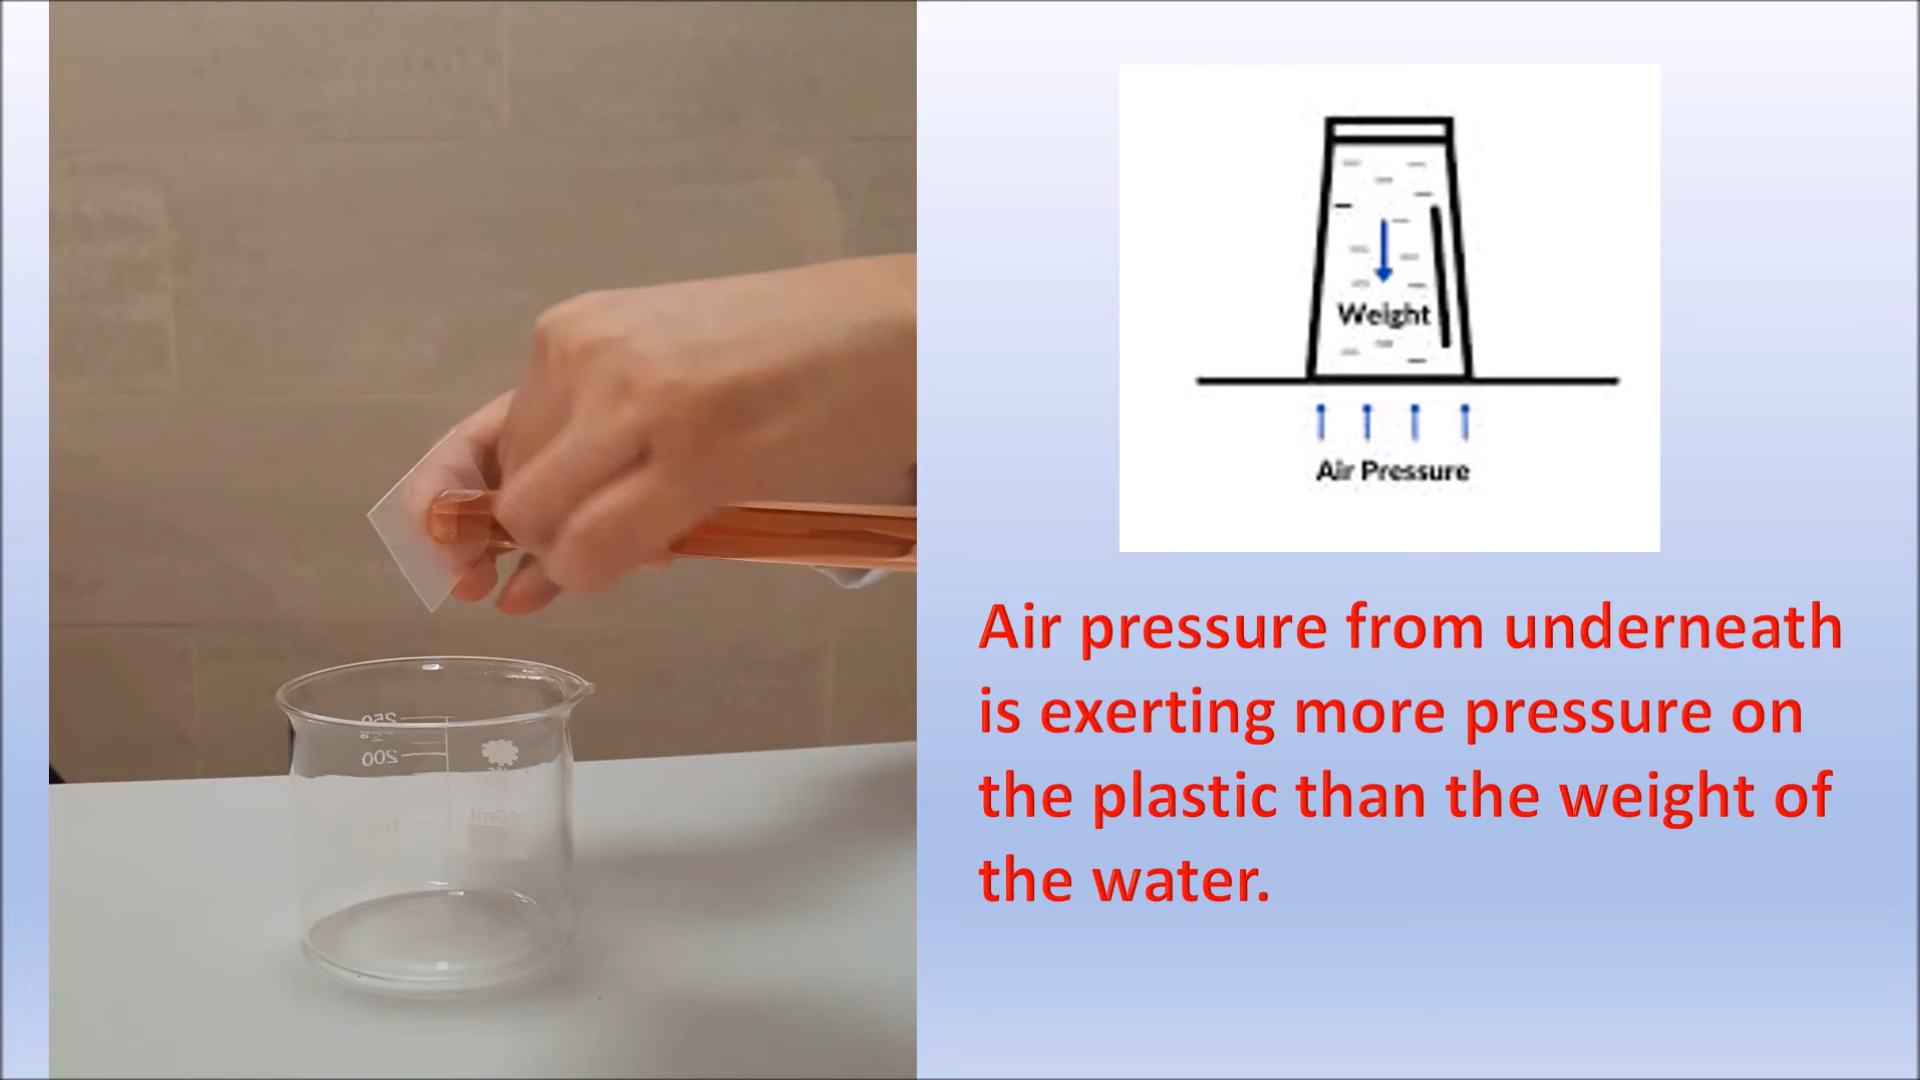 Weight
Air Pressure
Air pressure from underneath
is exerting more pressure on
the plastic than the weight of
the water.
250
200